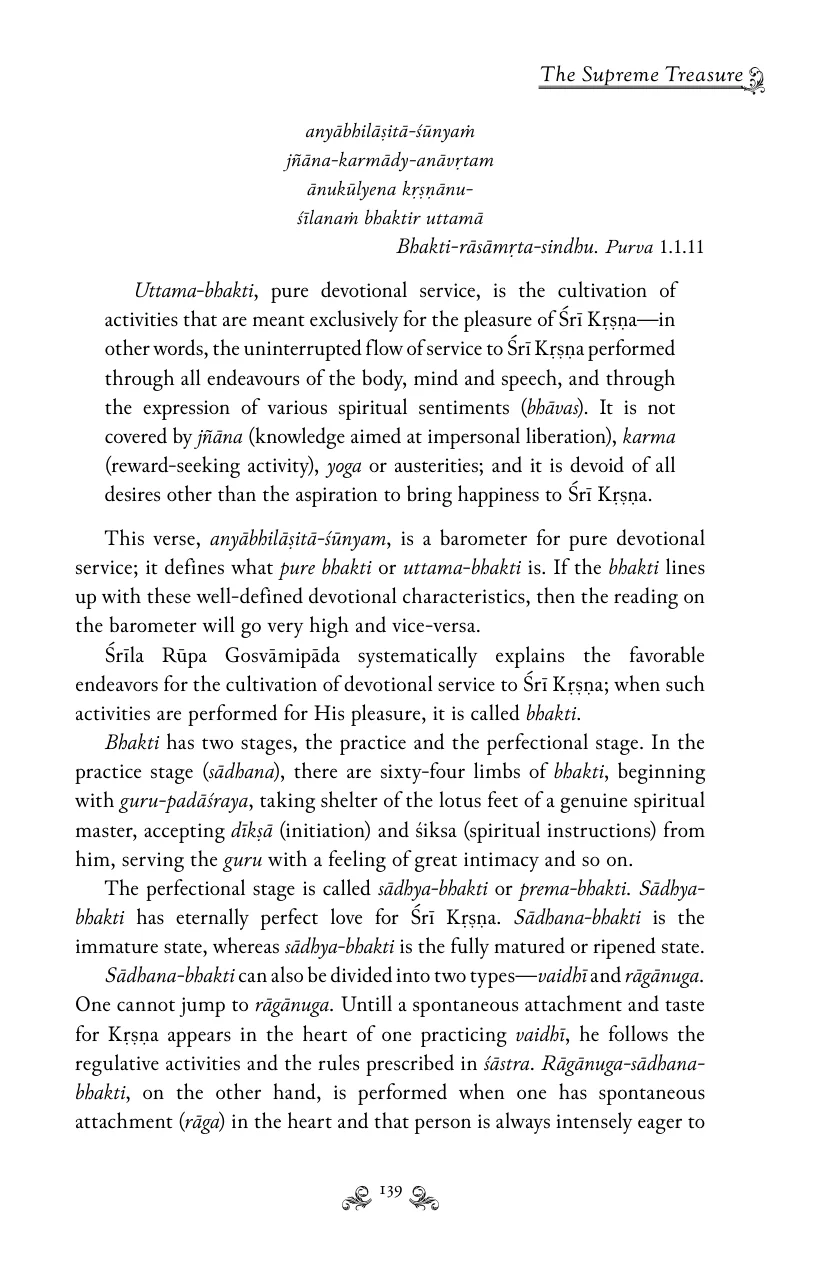 The Supreme Treasure
anyābhilāṣitā-śūnyaṁ
jñāna-karmādy-anāvṛtam
ānukūlyena kṛṣṇānu-
śīlanaṁ bhaktir uttamā
Bhakti-rāsāmṛta-sindhu. Purva 1.1.11
Uttama-bhakti, pure devotional service, is the cultivation of
activities that are meant exclusively for the pleasure of Śrī Kṛṣṇa—in
other words, the uninterrupted flow of service to Śrī Kṛṣṇa performed
through all endeavours of the body, mind and speech, and through
the expression of various spiritual sentiments (bhāvas). It is not
covered by jñāna (knowledge aimed at impersonal liberation), karma
(reward-seeking activity), yoga or austerities; and it is devoid of all
desires other than the aspiration to bring happiness to Śrī Kṛṣṇa.
This verse, anyābhilāṣitā-śūnyam, is a barometer for pure devotional
service; it defines what pure bhakti or uttama-bhakti is. If the bhakti lines
up with these well-defined devotional characteristics, then the reading on
the barometer will go very high and vice-versa.
Śrīla Rūpa Gosvāmipāda systematically explains the favorable
endeavors for the cultivation of devotional service to Śrī Kṛṣṇa; when such
activities are performed for His pleasure, it is called bhakti.
Bhakti has two stages, the practice and the perfectional stage. In the
practice stage (sādhana), there are sixty-four limbs of bhakti, beginning
with guru-padāśraya, taking shelter of the lotus feet of a genuine spiritual
master, accepting dīkṣā (initiation) and śiksa (spiritual instructions) from
him, serving the guru with a feeling of great intimacy and so on.
The perfectional stage is called sādhya-bhakti or prema-bhakti. Sādhya-
bhakti has eternally perfect love for Śrī Kṛṣṇa. Sādhana-bhakti is the
immature state, whereas sādhya-bhakti is the fully matured or ripened state.
Sādhana-bhakti can also be divided into two types—vaidhī and rāgānuga.
One cannot jump to rāgānuga. Untill a spontaneous attachment and taste
for Kṛṣṇa appears in the heart of one practicing vaidhī, he follows the
regulative activities and the rules prescribed in śāstra. Rāgānuga-sādhana-
bhakti, on the other hand, is performed when one has spontaneous
attachment (rāga) in the heart and that person is always intensely eager to
139